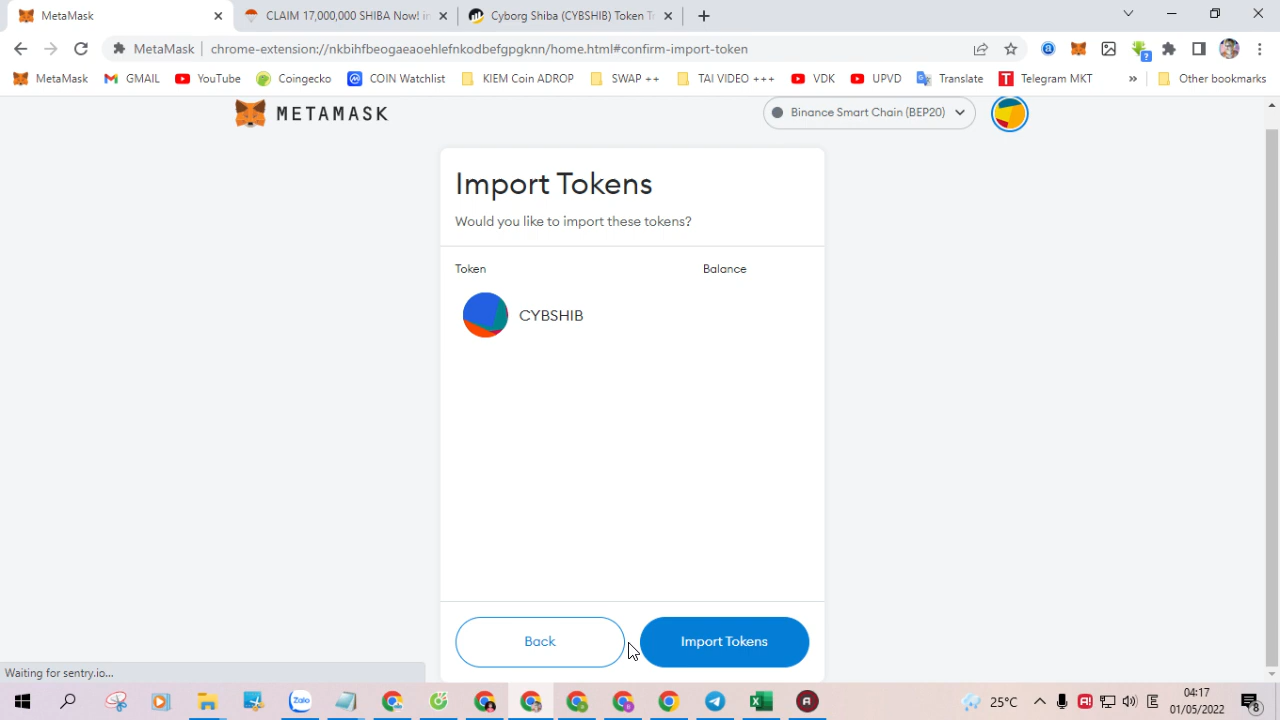 MetaMask
CLAIM 17,000,000 SHIBA Now! in
Cyborg Shiba (CYBSHIB) Token T
MetaMask
chrome-extension://nkbihfbeogaeaoehlefnkodbefgpgknn/home.html#confirm-import-token
MetaMask
GMAIL
YouTube
Coingecko
COIN Watchlist
KIEM Coin ADROP
SWAP ++
TAI VIDEO +++
VDK
UPVD
Translate
Telegram MKT
»
Other bookmarks
METAMASK
Binance Smart Chain (BEP20)
Import Tokens
Would you like to import these tokens?
Token Balance
CYBSHIB
Back
Import Tokens
Waiting for sentry.io...
Zalo
25°C
04:17
01/05/2022
8